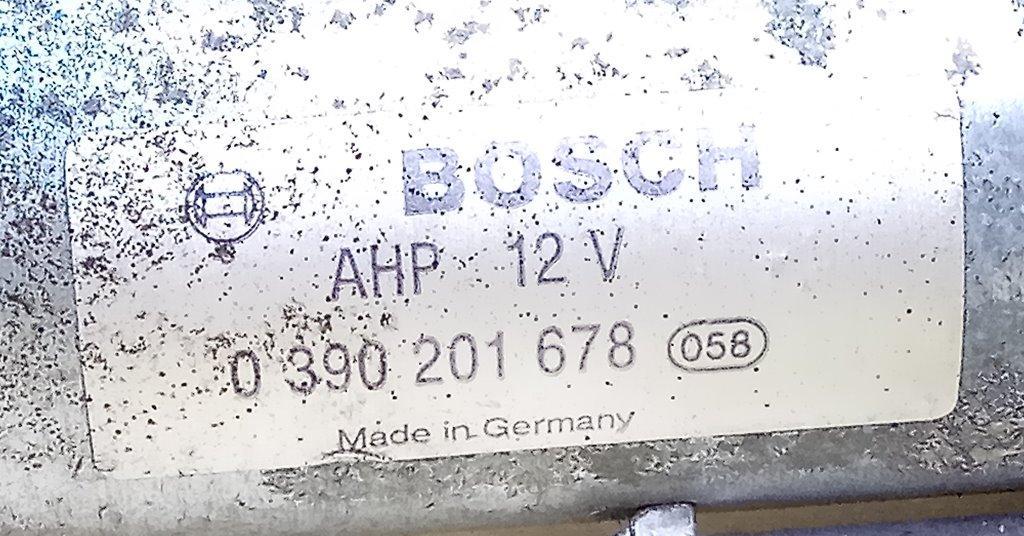 BOSCH
AHP 12 V
0 390 201 678 058
Made in Germany